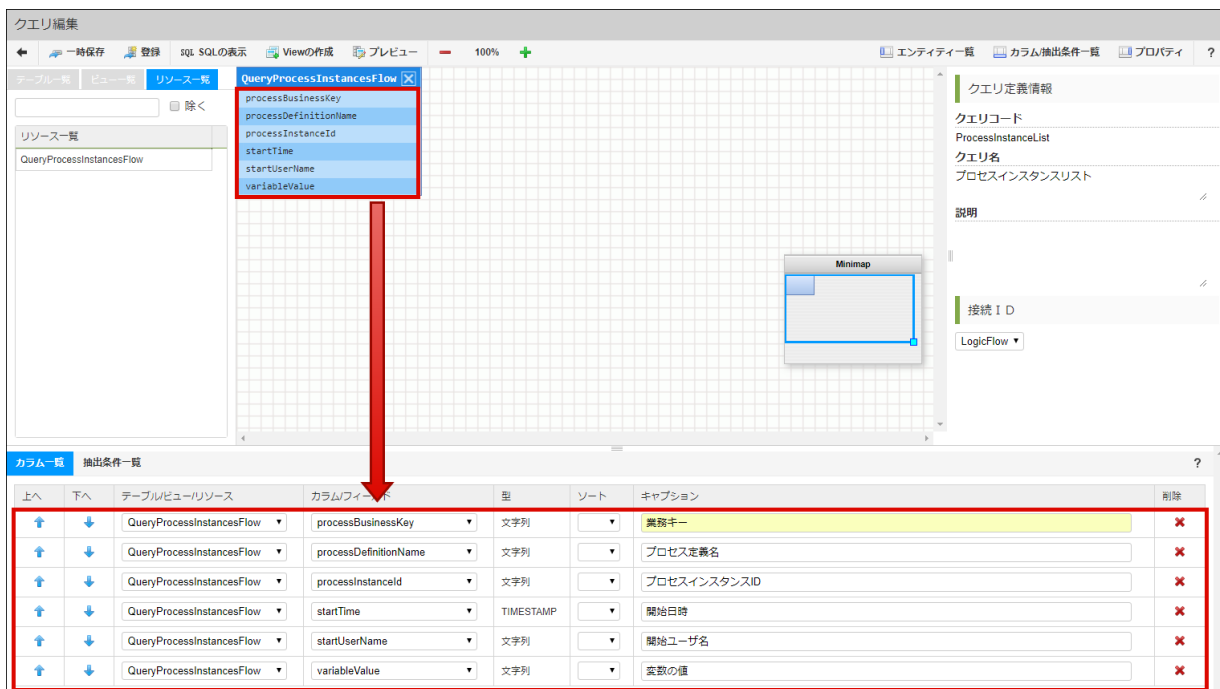 クエリ編集
一時保存 登録 SQL SQLの表示 Viewの作成 プレビュー 100% エンティティ一覧 カラム/抽出条件一覧 プロパティ ?
テーブル一覧 ビュー一覧 リソース一覧
除く
リソース一覧
QueryProcessInstancesFlow
QueryProcessInstancesFlow
processBusinessKey
processDefinitionName
processInstanceId
startTime
startUserName
variableValue
Minimap
クエリ定義情報
クエリコード
ProcessInstanceList
クエリ名
プロセスインスタンスリスト
説明
接続ＩＤ
LogicFlow
カラム一覧 抽出条件一覧 ?
上へ 下へ テーブル/ビュー/リソース カラム/フィールド 型 ソート キャプション 削除
QueryProcessInstancesFlow processBusinessKey 文字列 業務キー
QueryProcessInstancesFlow processDefinitionName 文字列 プロセス定義名
QueryProcessInstancesFlow processInstanceId 文字列 プロセスインスタンスID
QueryProcessInstancesFlow startTime TIMESTAMP 開始日時
QueryProcessInstancesFlow startUserName 文字列 開始ユーザ名
QueryProcessInstancesFlow variableValue 文字列 変数の値